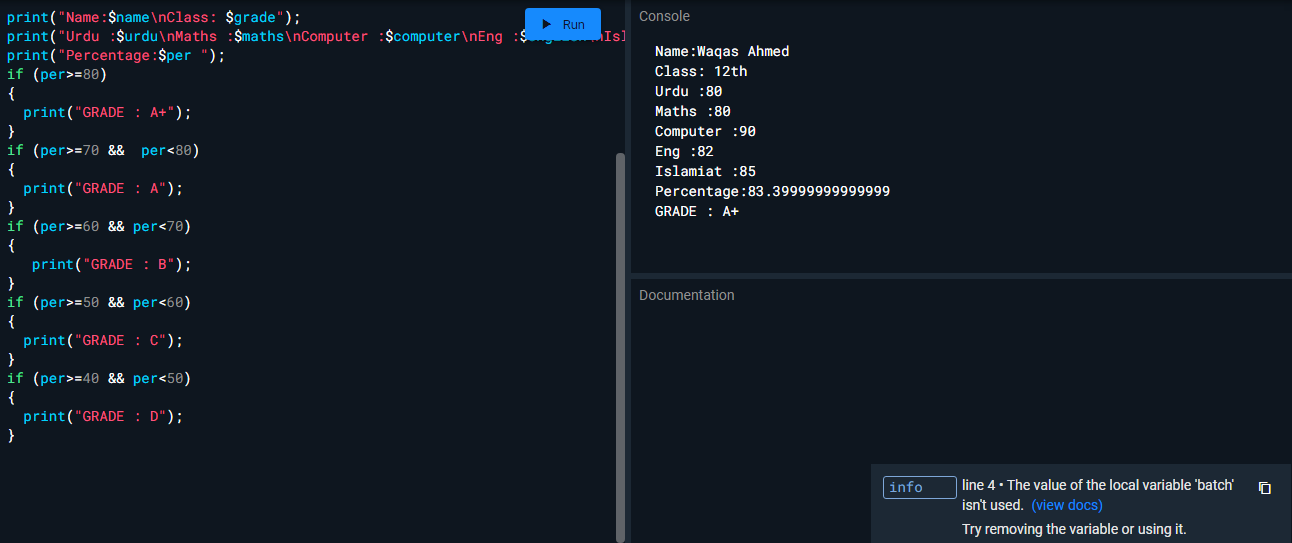 print("Name:$name\nClass: $grade");
print("Urdu :$urdu\nMaths :$maths\nComputer :$computer\nEng :$
print("Percentage:$per ");
if (per>=80)
{
print("GRADE : A+");
}
if (per>=70 &&  per<80)
{
print("GRADE : A");
}
if (per>=60 && per<70)
{
print("GRADE : B");
}
if (per>=50 && per<60)
{
print("GRADE : C");
}
if (per>=40 && per<50)
{
print("GRADE : D");
}
Run
Console
Name:Waqas Ahmed
Class: 12th
Urdu :80
Maths :80
Computer :90
Eng :82
Islamiat :85
Percentage:83.39999999999999
GRADE : A+
Documentation
info
line 4 • The value of the local variable 'batch'
isn't used. (view docs)
Try removing the variable or using it.